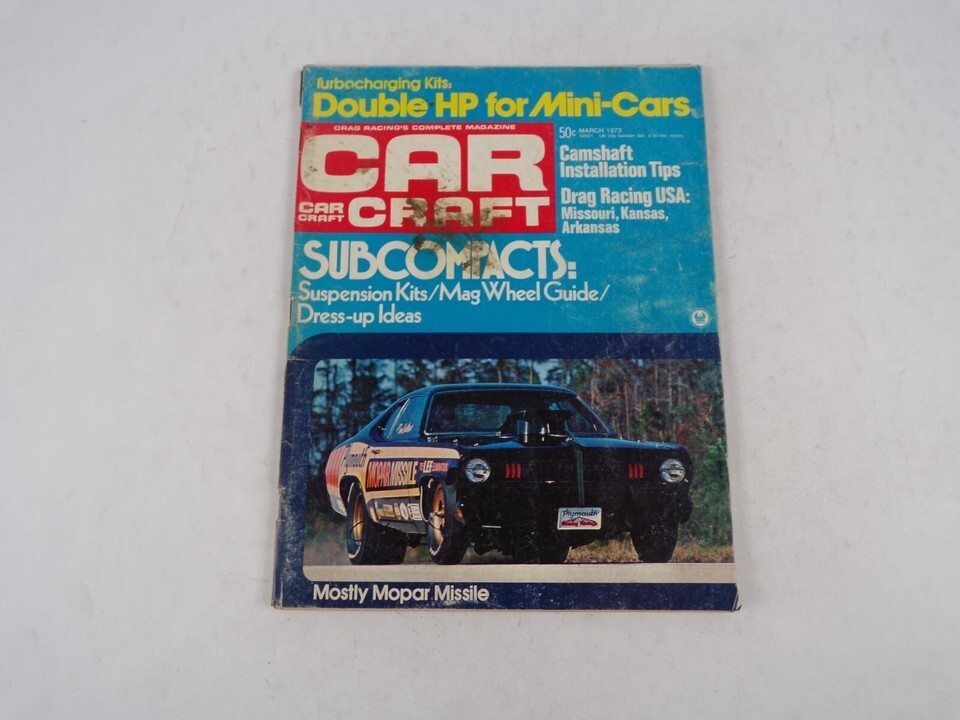 Turbocharging Kits:
Double HP for Mini-Cars
DRAG RACING'S COMPLETE MAGAZINE
CAR
CRAFT
CAR
CRAFT
50¢ MARCH 1973
Camshaft
Installation Tips
Drag Racing USA:
Missouri, Kansas,
Arkansas
SUBCOMPACTS:
Suspension Kits/Mag Wheel Guide/
Dress-up Ideas
Plymouth
MOPAR MISSILE
LEE
Plymouth
Mostly Mopar Missile